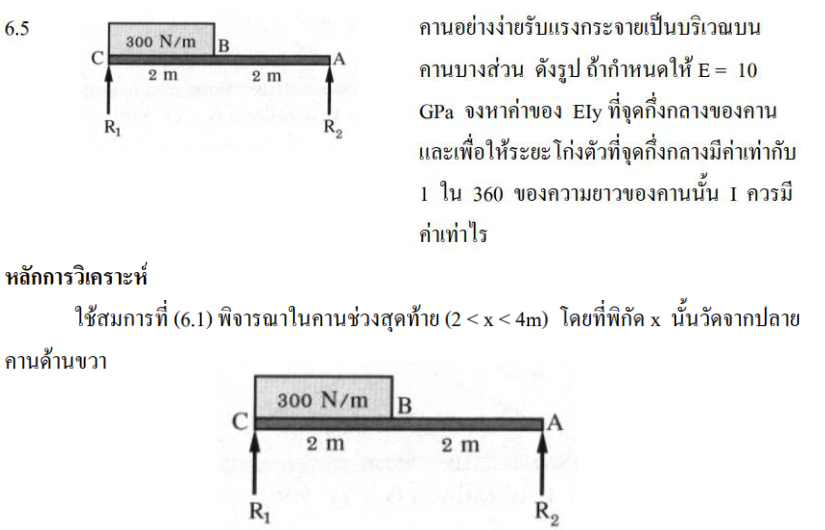 6.5
300 N/m
C
B
A
2 m
2 m
R₁
R₂
คานอย่างง่ายรับแรงกระจายเป็นบริเวณบน
คานบางส่วน ดังรูป ถ้ากำหนดให้ E = 10
GPa จงหาค่าของ EIy ที่จุดกึ่งกลางของคาน
และเพื่อให้ระยะโก่งตัวที่จุดกึ่งกลางมีค่าเท่ากับ
1 ใน 360 ของความยาวของคานนั้น I ควรมี
ค่าเท่าไร
หลักการวิเคราะห์
ใช้สมการที่ (6.1) พิจารณาในคานช่วงสุดท้าย (2 < x < 4m) โดยที่พิกัด x นั้นวัดจากปลาย
คานด้านขวา
300 N/m
C
B
A
2 m
2 m
R₁
R₂